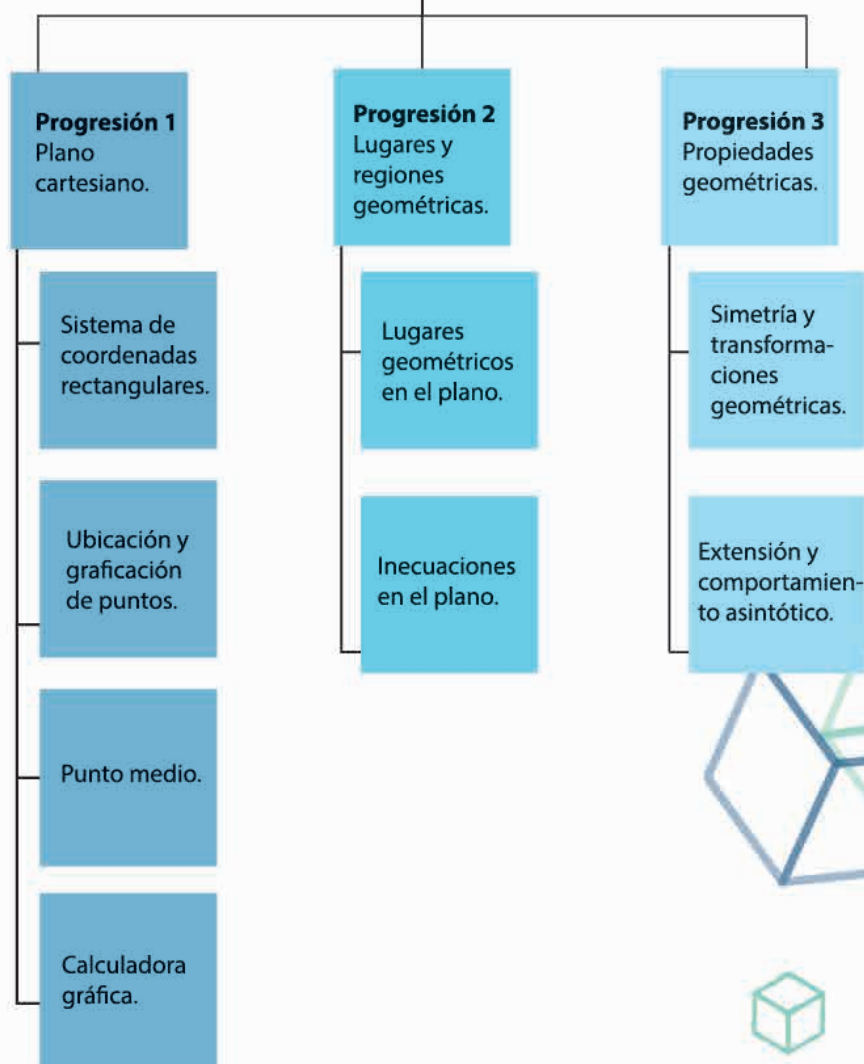 Progresión 1
Plano
cartesiano.
Sistema de
coordenadas
rectangulares.
Ubicación y
graficación
de puntos.
Punto medio.
Calculadora
gráfica.
Progresión 2
Lugares y
regiones
geométricas.
Lugares
geométricos
en el plano.
Inecuaciones
en el plano.
Progresión 3
Propiedades
geométricas.
Simetría y
transforma-
ciones
geométricas.
Extensión y
comportamien-
to asintótico.